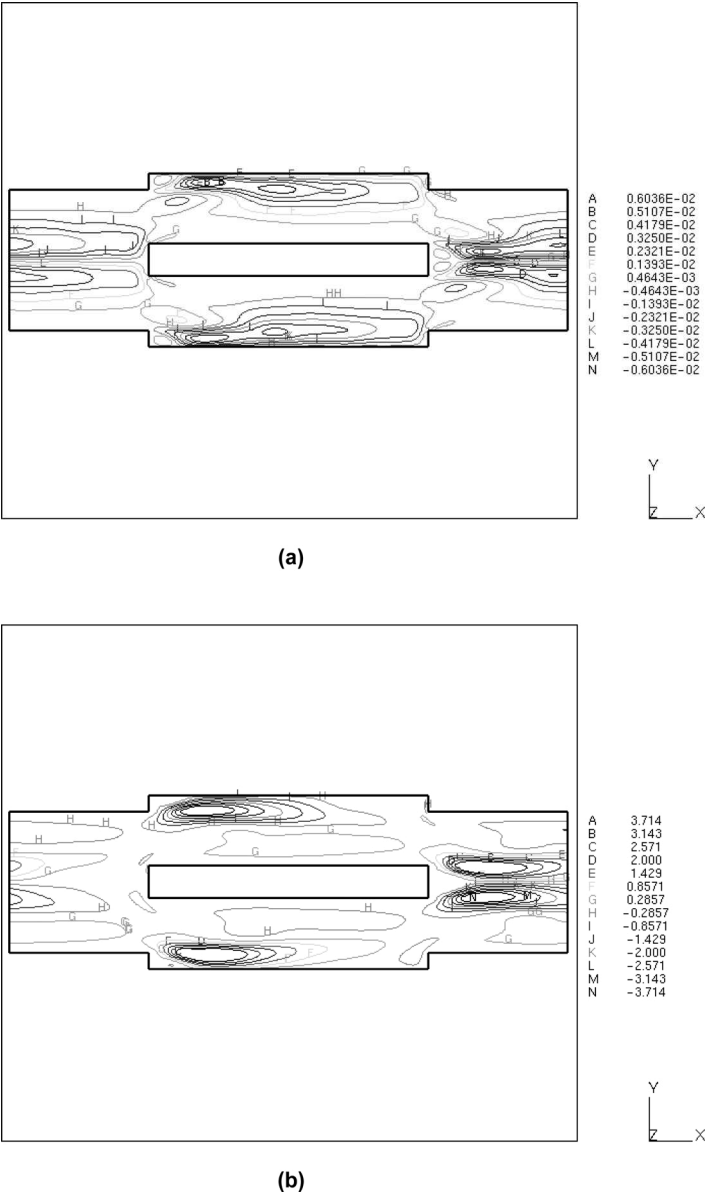 A 0.6036E-02
B 0.5107E-02
C 0.4179E-02
D 0.3250E-02
E 0.2321E-02
F 0.1393E-02
G 0.4643E-03
H -0.4643E-03
I -0.1393E-02
J -0.2321E-02
K -0.3250E-02
L -0.4179E-02
M -0.5107E-02
N -0.6036E-02
Y
Z X
(a)
A 3.714
B 3.143
C 2.571
D 2.000
E 1.429
F 0.8571
G 0.2857
H -0.2857
I -0.8571
J -1.429
K -2.000
L -2.571
M -3.143
N -3.714
Y
Z X
(b)